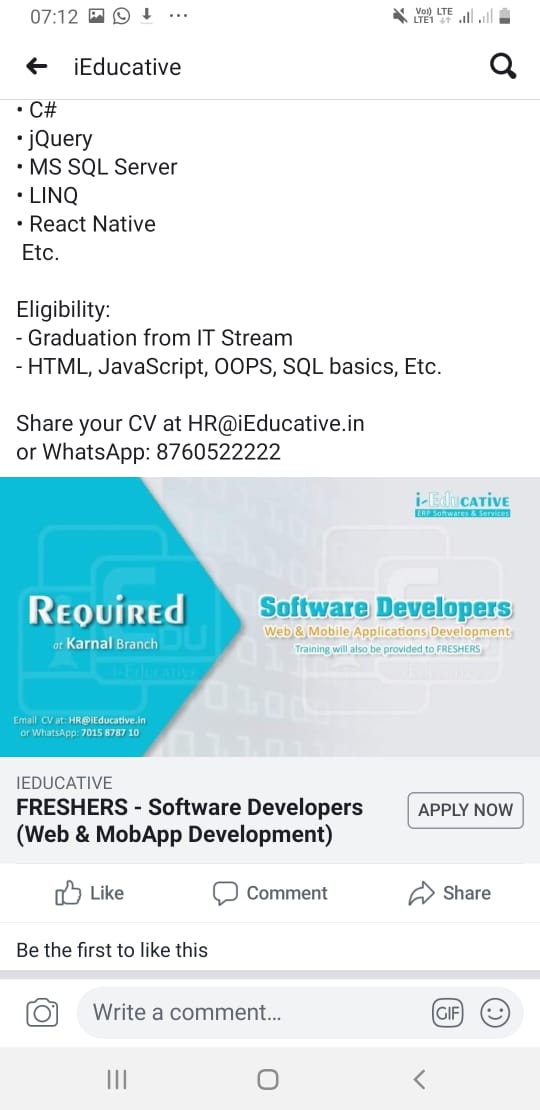 07:12
Vo)) LTE
LTE1
iEducative
• C#
• jQuery
• MS SQL Server
• LINQ
• React Native
Etc.
Eligibility:
- Graduation from IT Stream
- HTML, JavaScript, OOPS, SQL basics, Etc.
Share your CV at HR@iEducative.in
or WhatsApp: 8760522222
i-EduCATIVE
ERP Softwares & Services
REQUIRED
at Karnal Branch
Software Developers
Web & Mobile Applications Development
Training will also be provided to FRESHERS
i-Educative
Email CV at: HR@iEducative.in
or WhatsApp: 7015 8787 10
IEDUCATIVE
FRESHERS - Software Developers
(Web & MobApp Development)
APPLY NOW
Like
Comment
Share
Be the first to like this
Write a comment...
GIF